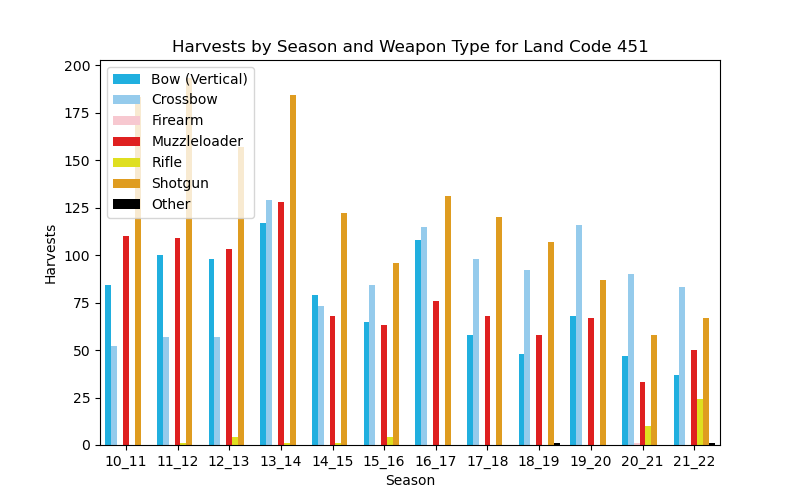 Harvests by Season and Weapon Type for Land Code 451
200
175
150
125
100
75
50
25
0
Harvests
Bow (Vertical)
Crossbow
Firearm
Muzzleloader
Rifle
Shotgun
Other
10_11 11_12 12_13 13_14 14_15 15_16 16_17 17_18 18_19 19_20 20_21 21_22
Season